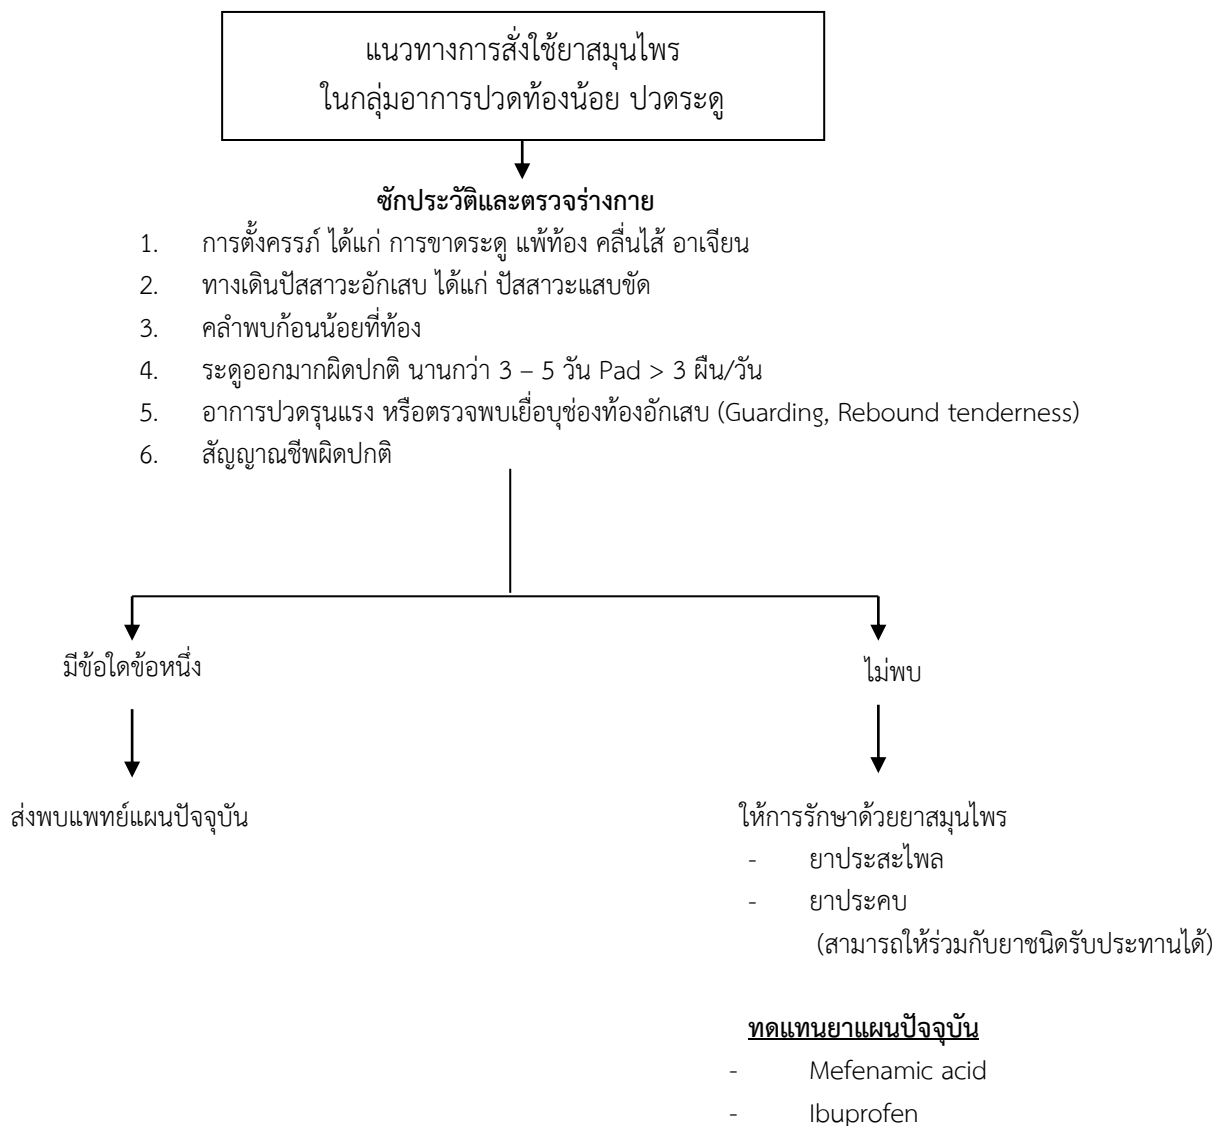 แนวทางการสั่งใช้ยาสมุนไพร
ในกลุ่มอาการปวดท้องน้อย ปวดระดู
ซักประวัติและตรวจร่างกาย
1. การตั้งครรภ์ ได้แก่ การขาดระดู แพ้ท้อง คลื่นไส้ อาเจียน
2. ทางเดินปัสสาวะอักเสบ ได้แก่ ปัสสาวะแสบขัด
3. คลำพบก้อนน้อยที่ท้อง
4. ระดูออกมากผิดปกติ นานกว่า 3 – 5 วัน Pad > 3 ผืน/วัน
5. อาการปวดรุนแรง หรือตรวจพบเยื่อบุช่องท้องอักเสบ (Guarding, Rebound tenderness)
6. สัญญาณชีพผิดปกติ
มีข้อใดข้อหนึ่ง
ไม่พบ
ส่งพบแพทย์แผนปัจจุบัน
ให้การรักษาด้วยยาสมุนไพร
- ยาประสะไพล
- ยาประคบ
(สามารถให้ร่วมกับยาชนิดรับประทานได้)
ทดแทนยาแผนปัจจุบัน
- Mefenamic acid
- Ibuprofen